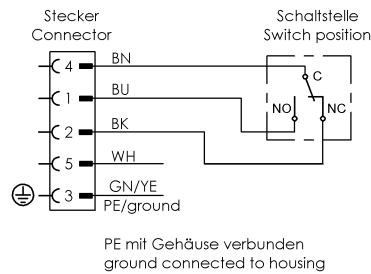 Stecker
Connector
Schaltstelle
Switch position
4 BN
C
1 BU
NO NC
2 BK
5 WH
3 GN/YE
PE/ground
PE mit Gehäuse verbunden
ground connected to housing